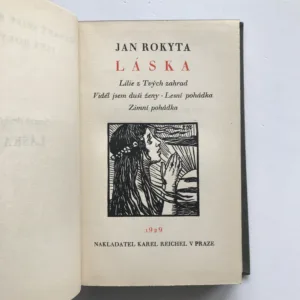 JAN ROKYTA
LÁSKA
Lilie z Tvých zahrad
Viděl jsem duši ženy · Lesní pohádka
Zimní pohádka
1929
NAKLADATEL KAREL REICHEL V PRAZE
LÁSKA